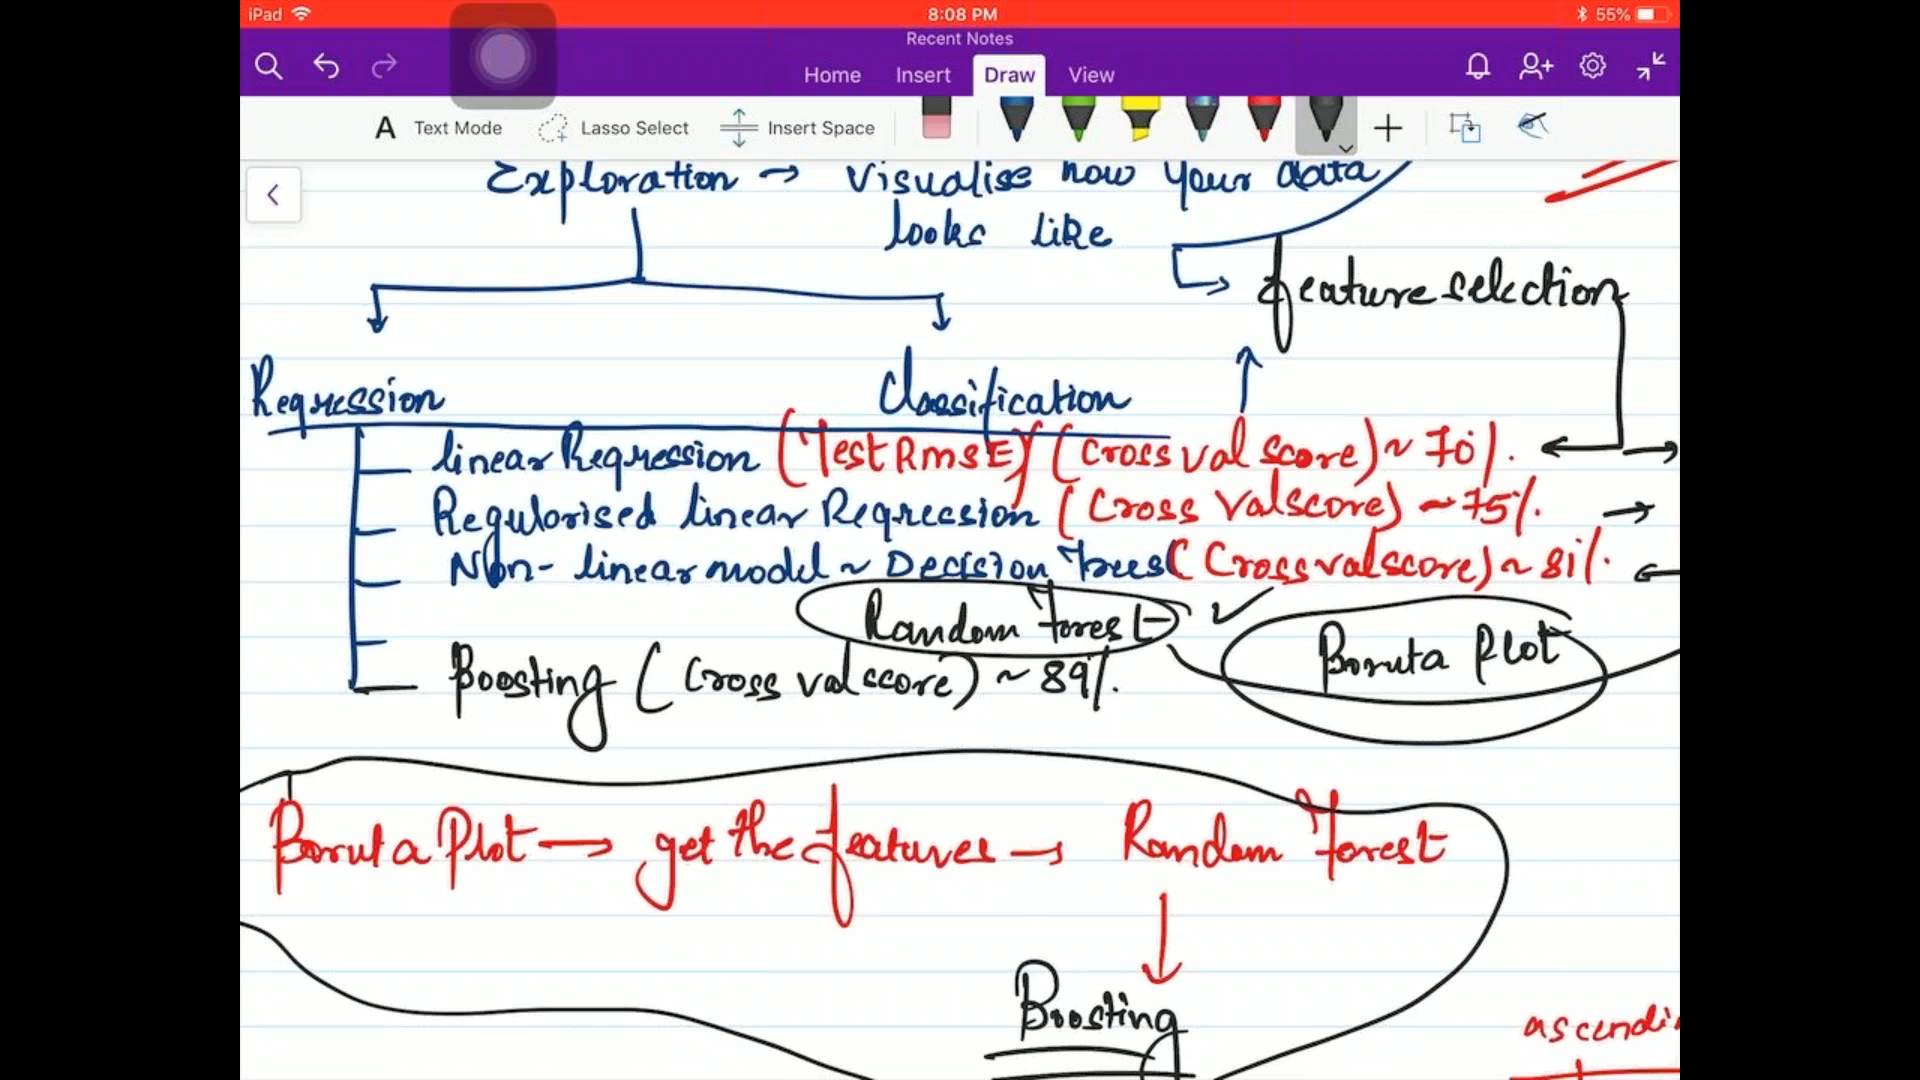 iPad 8:08 PM 55%
Recent Notes
Home Insert Draw View
A Text Mode Lasso Select Insert Space
Exploration → Visualise how your data
looks like
feature selection
Regression Classification
linear Regression (Test RmsE) (Cross val score) ~ 70%.
Regularised linear Regression (Cross Valscore) ~ 75%.
Non-linear model ~ Decision Trees (Crossvalscore) ~ 81%.
Random forest ✓ Boruta Plot
Boosting (Cross val score) ~ 89%.
Boruta Plot → get the features → Random forest
Boosting
ascendi